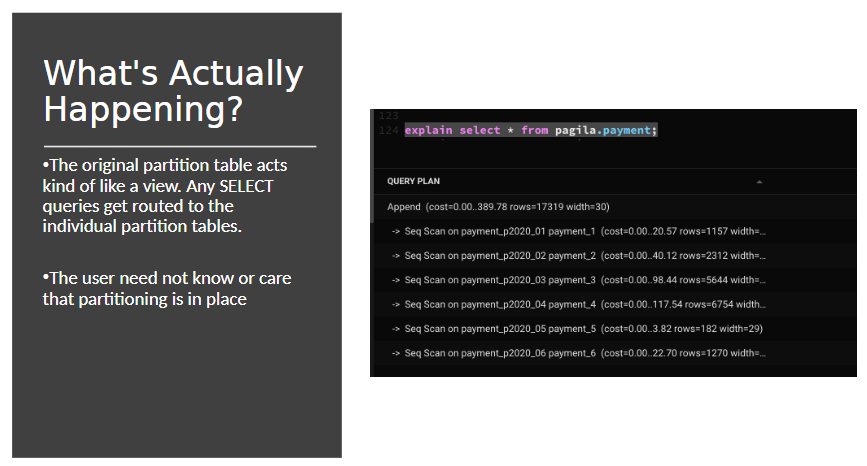 What's Actually
Happening?
•The original partition table acts
kind of like a view. Any SELECT
queries get routed to the
individual partition tables.
•The user need not know or care
that partitioning is in place
123
124 explain select * from pagila.payment;
QUERY PLAN
Append (cost=0.00..389.78 rows=17319 width=30)
-> Seq Scan on payment_p2020_01 payment_1 (cost=0.00..20.57 rows=1157 width=...
-> Seq Scan on payment_p2020_02 payment_2 (cost=0.00..40.12 rows=2312 width=...
-> Seq Scan on payment_p2020_03 payment_3 (cost=0.00..98.44 rows=5644 width=...
-> Seq Scan on payment_p2020_04 payment_4 (cost=0.00..117.54 rows=6754 width...
-> Seq Scan on payment_p2020_05 payment_5 (cost=0.00..3.82 rows=182 width=29)
-> Seq Scan on payment_p2020_06 payment_6 (cost=0.00..22.70 rows=1270 width=...